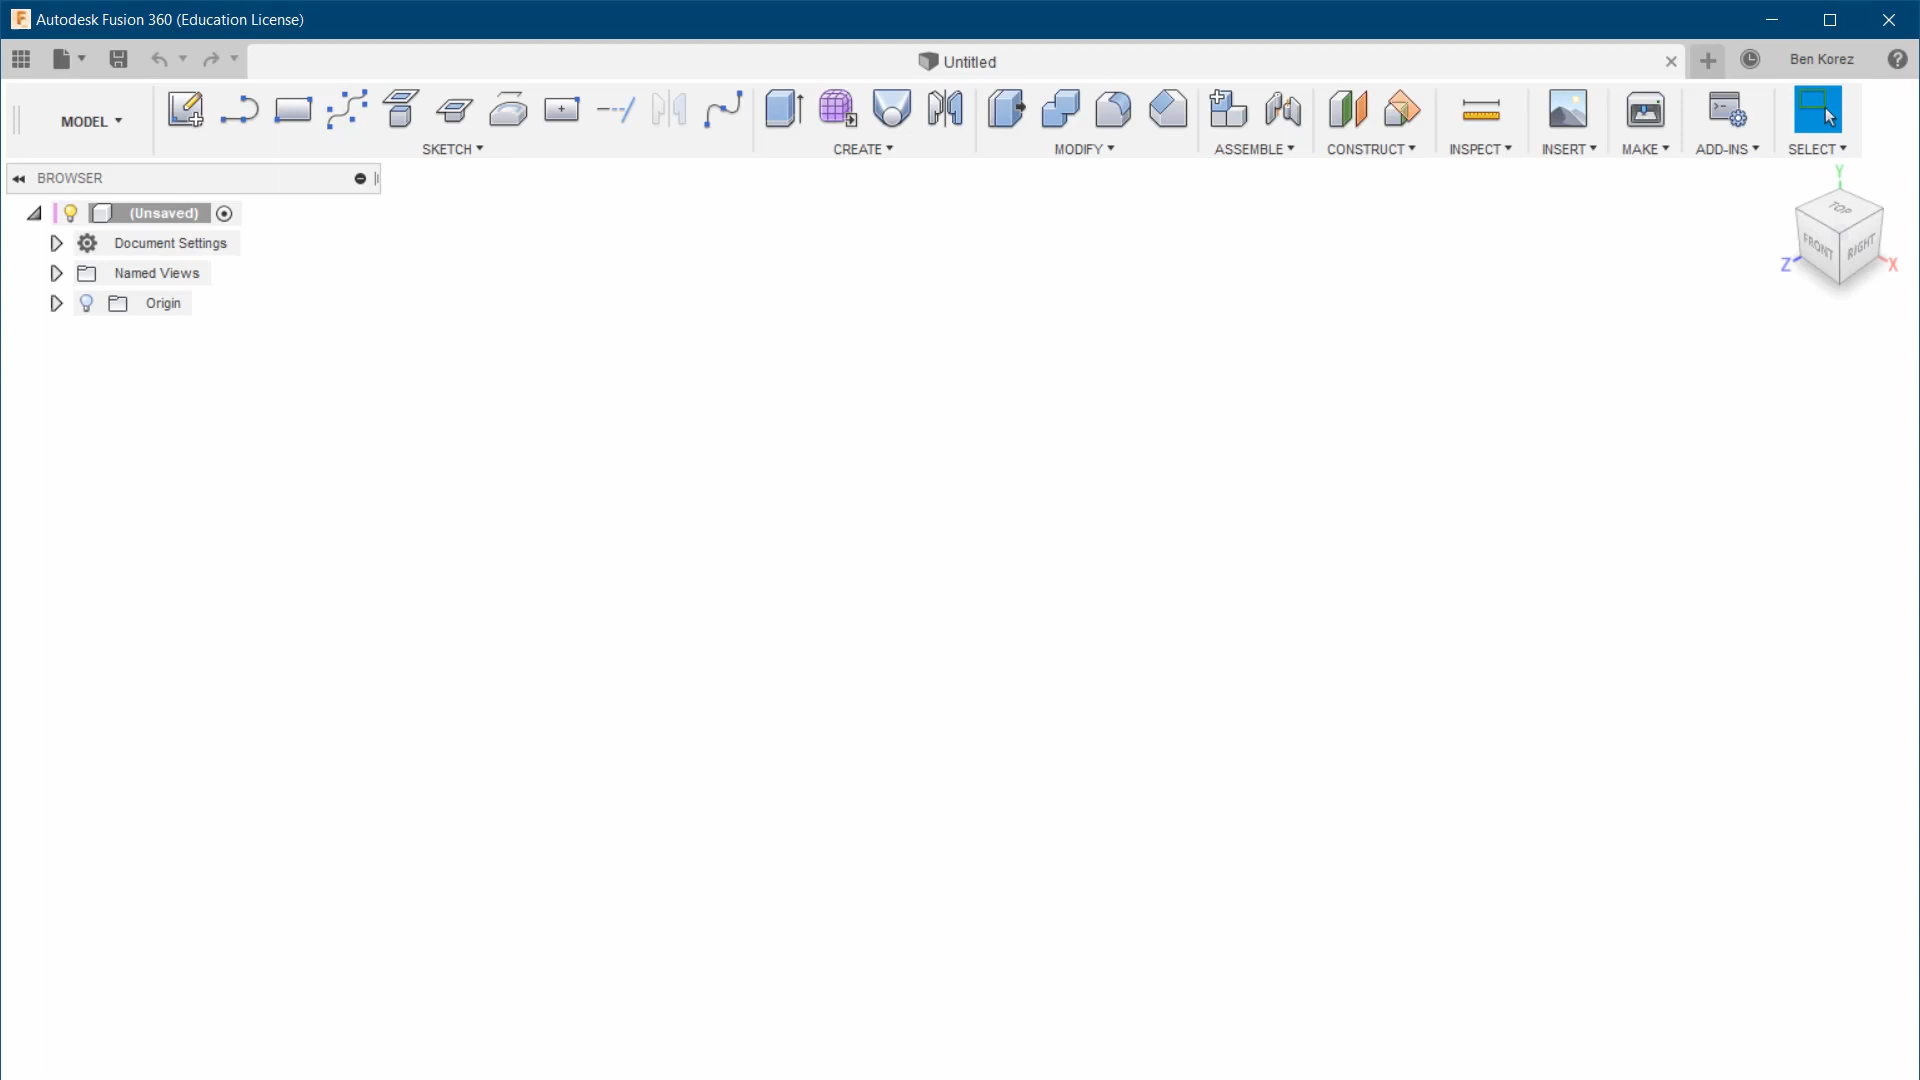 Autodesk Fusion 360 (Education License)
Untitled
Ben Korez
MODEL
SKETCH
CREATE
MODIFY
ASSEMBLE
CONSTRUCT
INSPECT
INSERT
MAKE
ADD-INS
SELECT
BROWSER
(Unsaved)
Document Settings
Named Views
Origin
Y
TOP
FRONT
RIGHT
Z
X